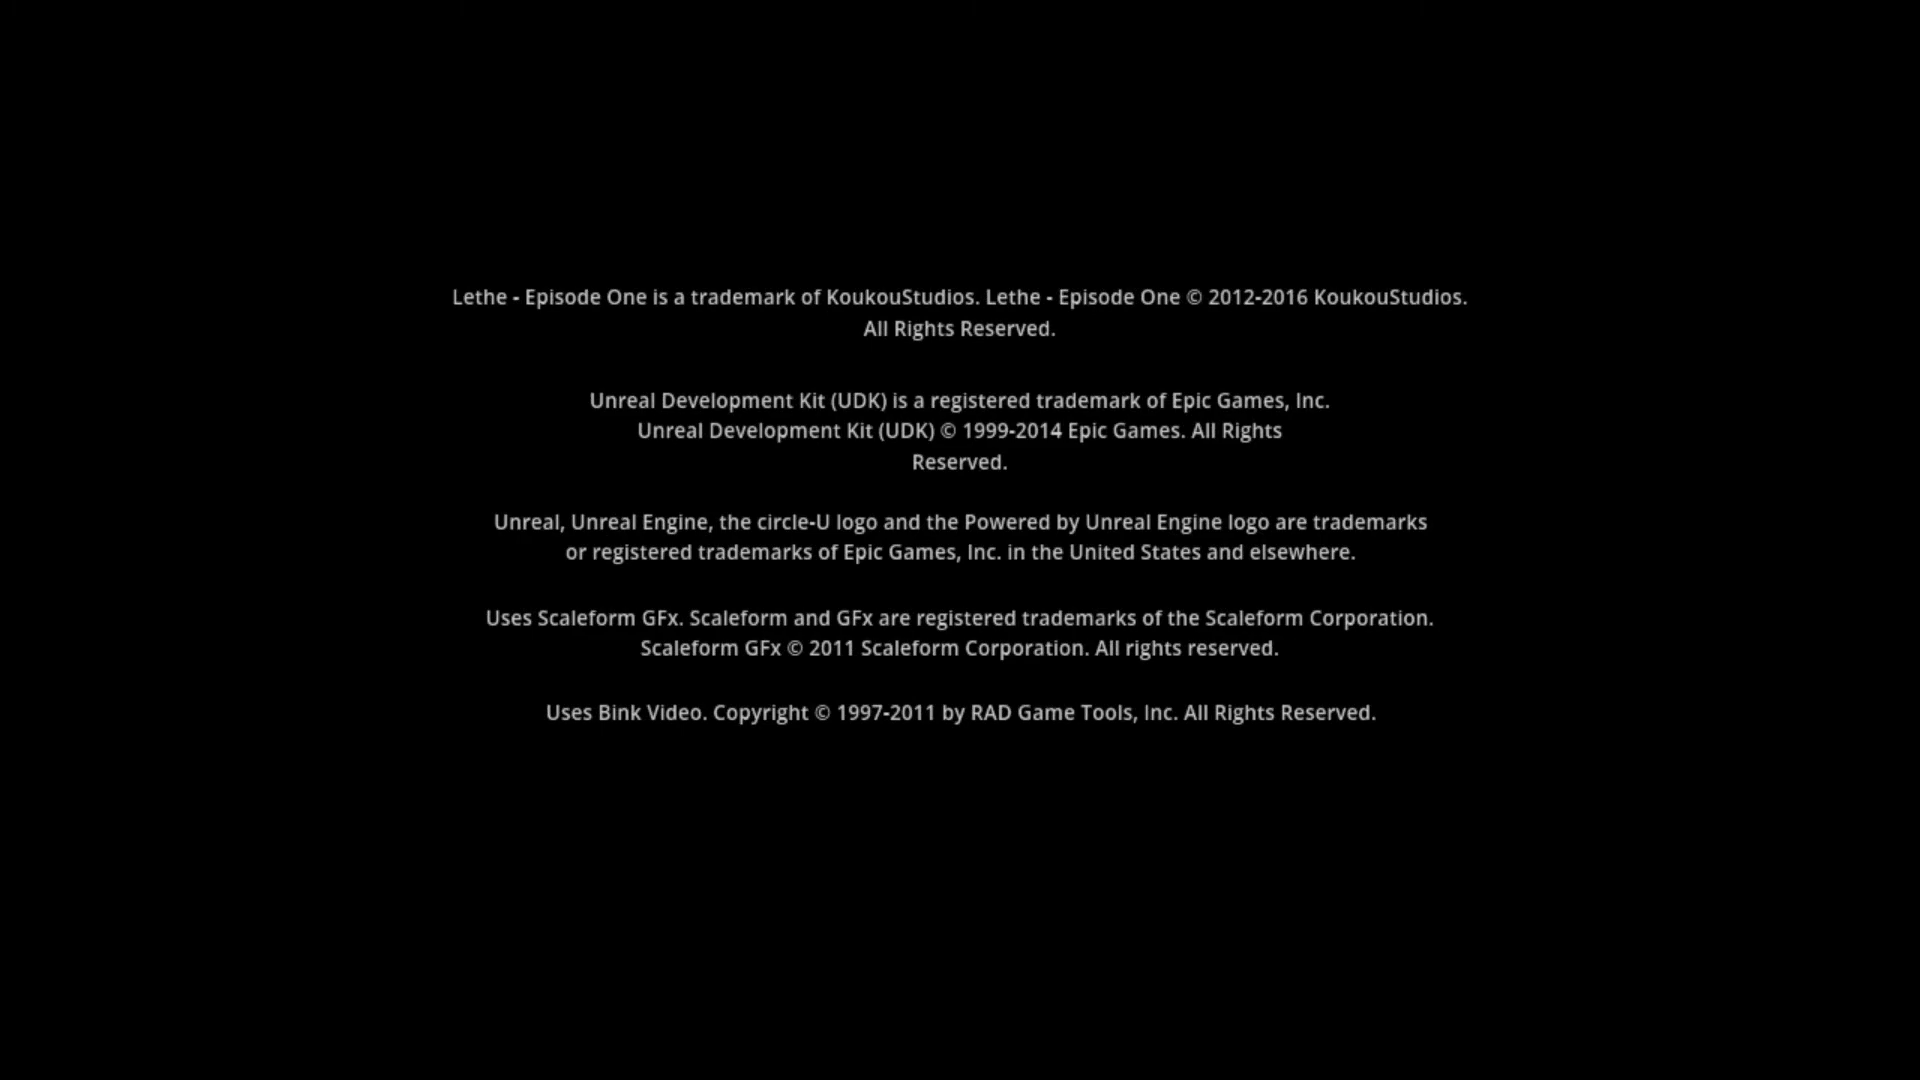 Lethe - Episode One is a trademark of KoukouStudios. Lethe - Episode One © 2012-2016 KoukouStudios.
All Rights Reserved.
Unreal Development Kit (UDK) is a registered trademark of Epic Games, Inc.
Unreal Development Kit (UDK) © 1999-2014 Epic Games. All Rights
Reserved.
Unreal, Unreal Engine, the circle-U logo and the Powered by Unreal Engine logo are trademarks
or registered trademarks of Epic Games, Inc. in the United States and elsewhere.
Uses Scaleform GFx. Scaleform and GFx are registered trademarks of the Scaleform Corporation.
Scaleform GFx © 2011 Scaleform Corporation. All rights reserved.
Uses Bink Video. Copyright © 1997-2011 by RAD Game Tools, Inc. All Rights Reserved.